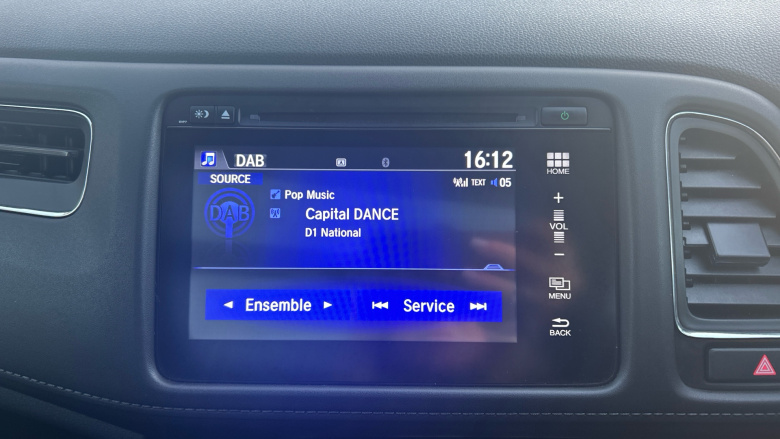 DAB 16:12
SOURCE TEXT 05
DAB
Pop Music
Capital DANCE
D1 National
Ensemble Service
HOME
+
VOL
−
MENU
BACK